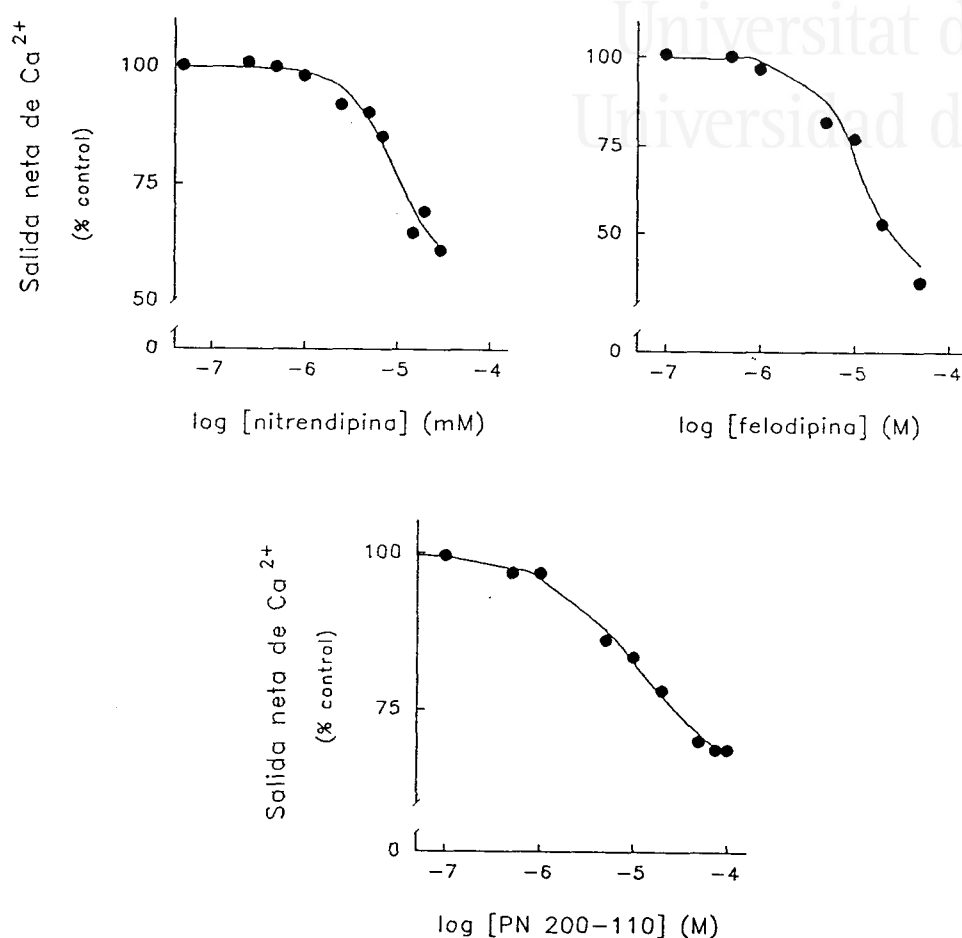 Universitat d
Universidad d
Salida neta de Ca²⁺
(% control)
100
75
50
0
−7
−6
−5
−4
log [nitrendipina] (mM)
100
75
50
0
−7
−6
−5
−4
log [felodipina] (M)
Salida neta de Ca²⁺
(% control)
100
75
0
−7
−6
−5
−4
log [PN 200−110] (M)